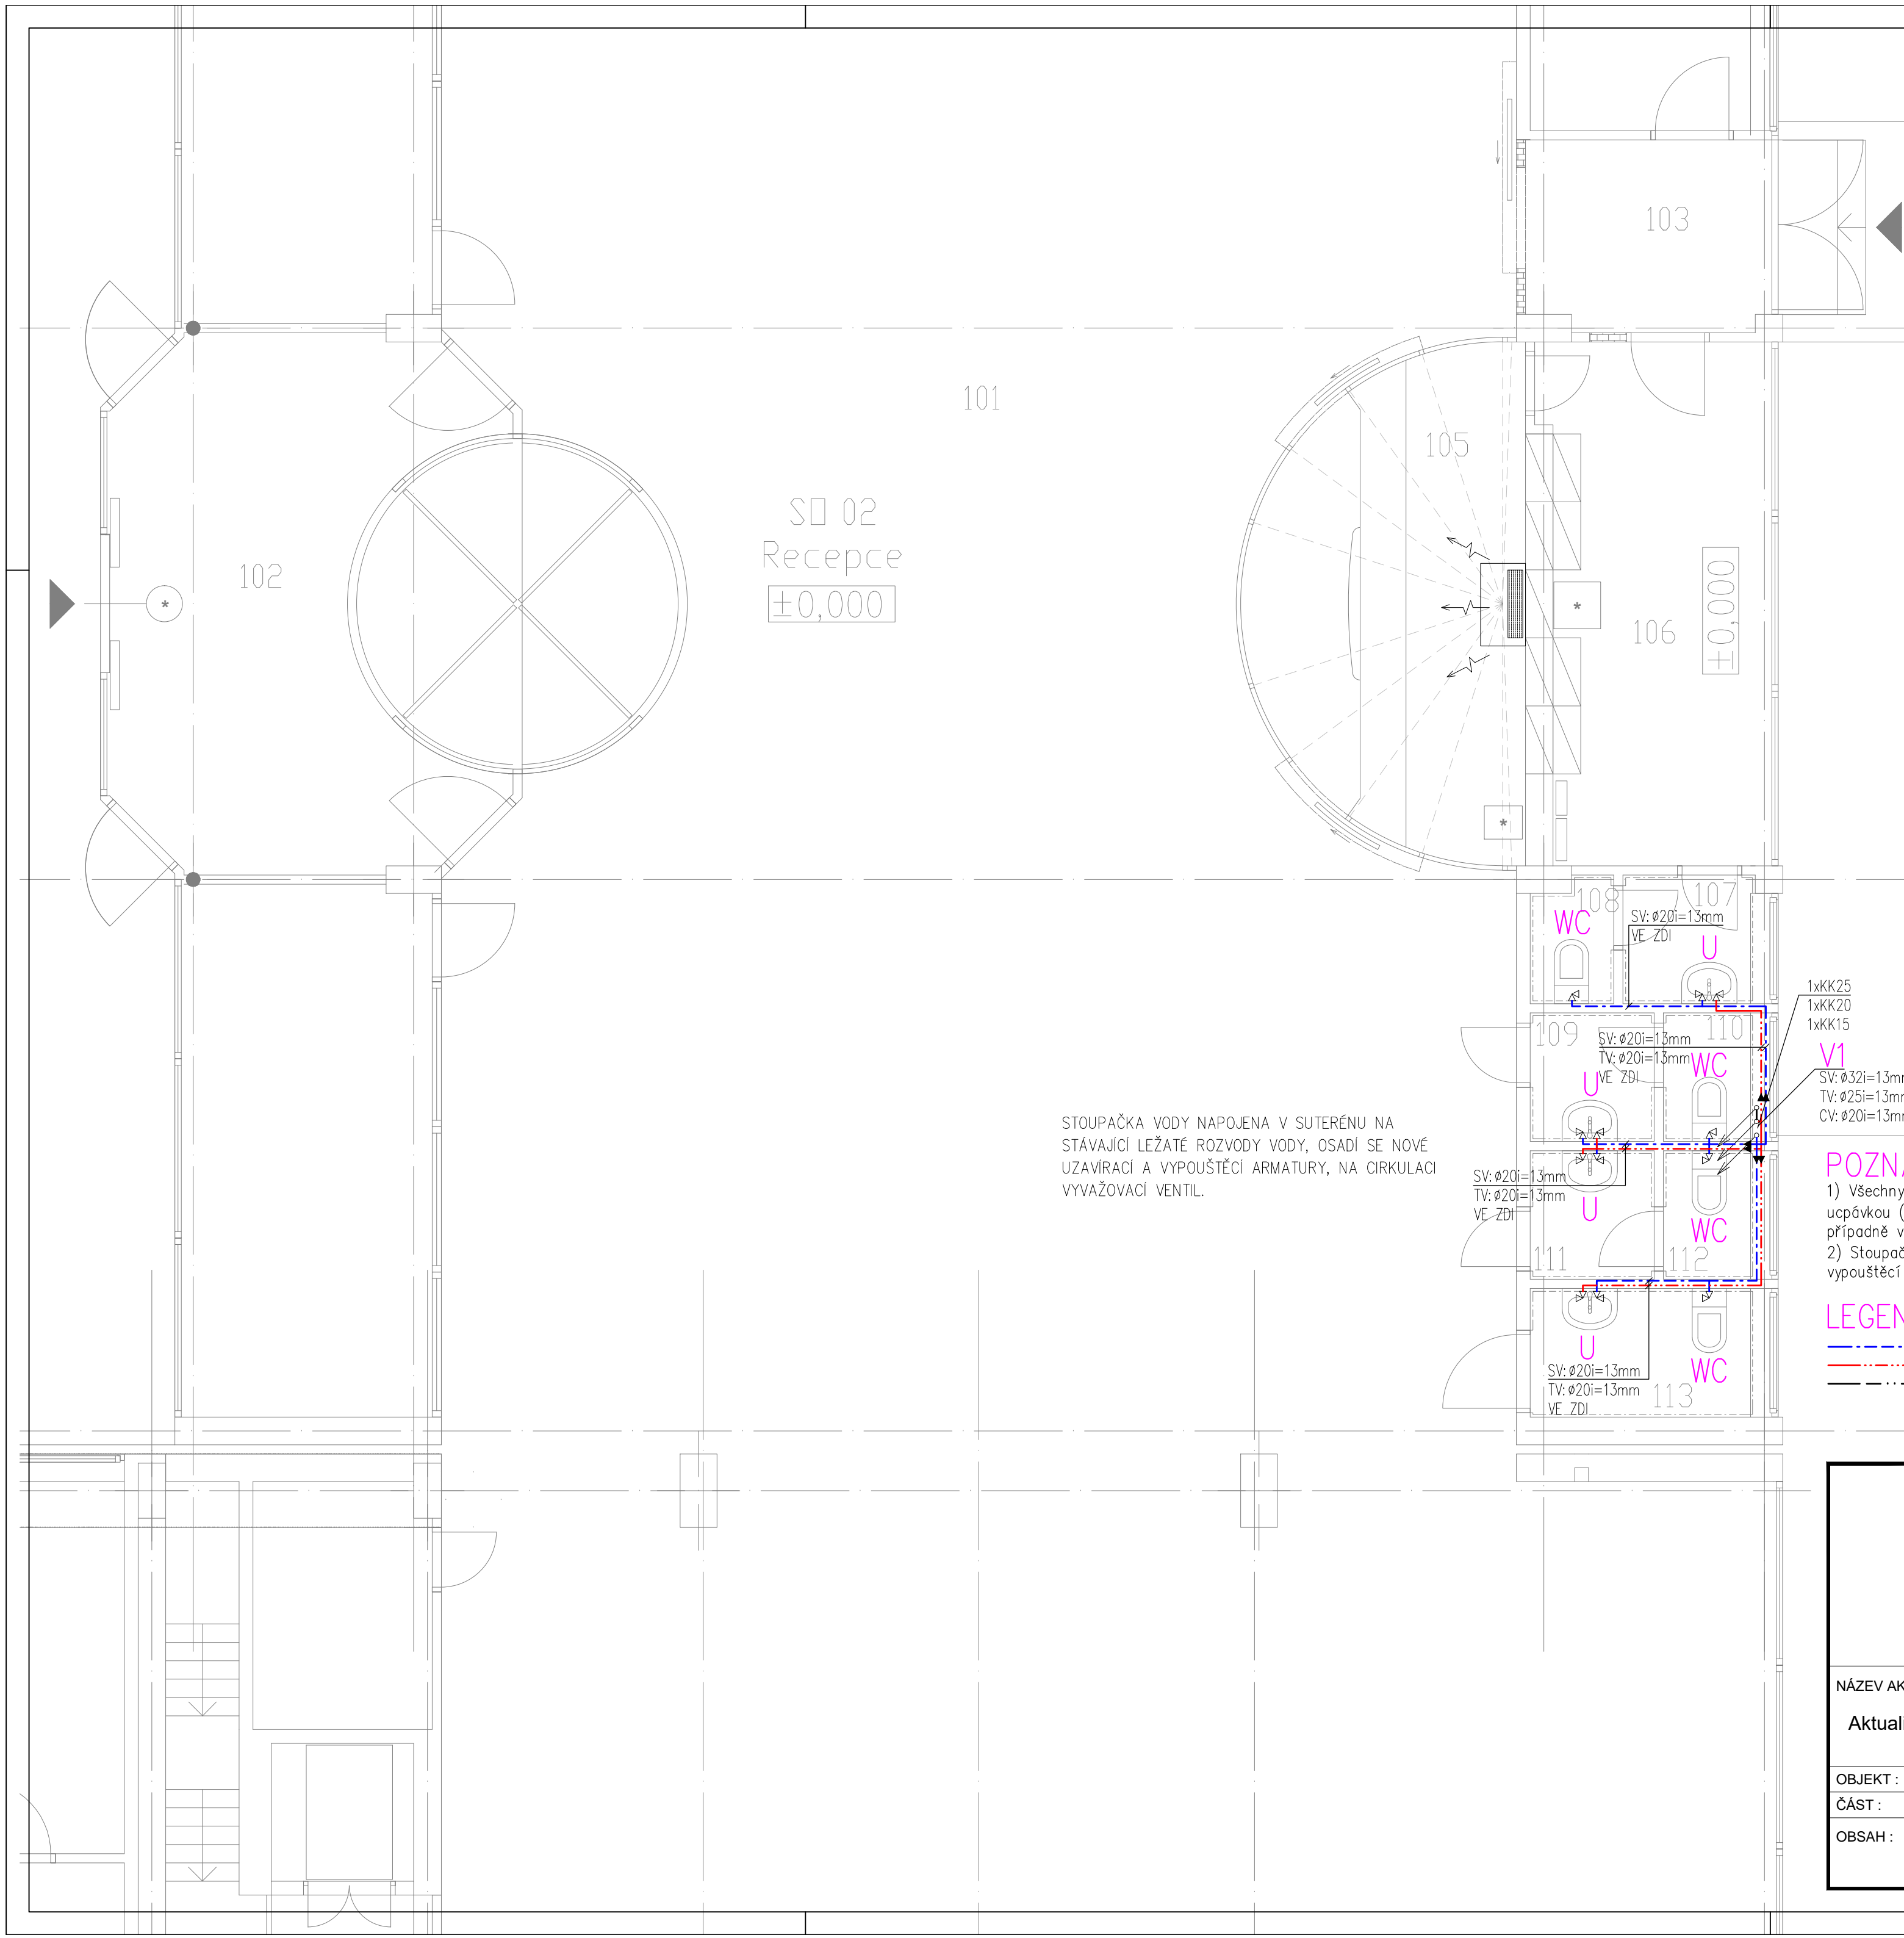 103
101
105
SO 02
Recepce
±0,000
102
*
*
106
±0,000
*
108
107
WC
SV: ø20i=13mm
VE ZDI
U
1xKK25
1xKK20
1xKK15
109
110
SV: ø20i=13mm
TV: ø20i=13mm
VE ZDI
WC
U
V1
SV: ø32i=13mm
TV: ø25i=13mm
CV: ø20i=13mm
STOUPAČKA VODY NAPOJENA V SUTERÉNU NA
STÁVAJÍCÍ LEŽATÉ ROZVODY VODY, OSADÍ SE NOVÉ
UZAVÍRACÍ A VYPOUŠTĚCÍ ARMATURY, NA CIRKULACI
VYVAŽOVACÍ VENTIL.
SV: ø20i=13mm
TV: ø20i=13mm
VE ZDI
U
WC
111
112
POZNÁ
1) Všechny
ucpávkou (
případně v
2) Stoupač
vypouštěcí
LEGEN
U
WC
SV: ø20i=13mm
TV: ø20i=13mm
VE ZDI
113
NÁZEV AK
Aktuali
OBJEKT :
ČÁST :
OBSAH :